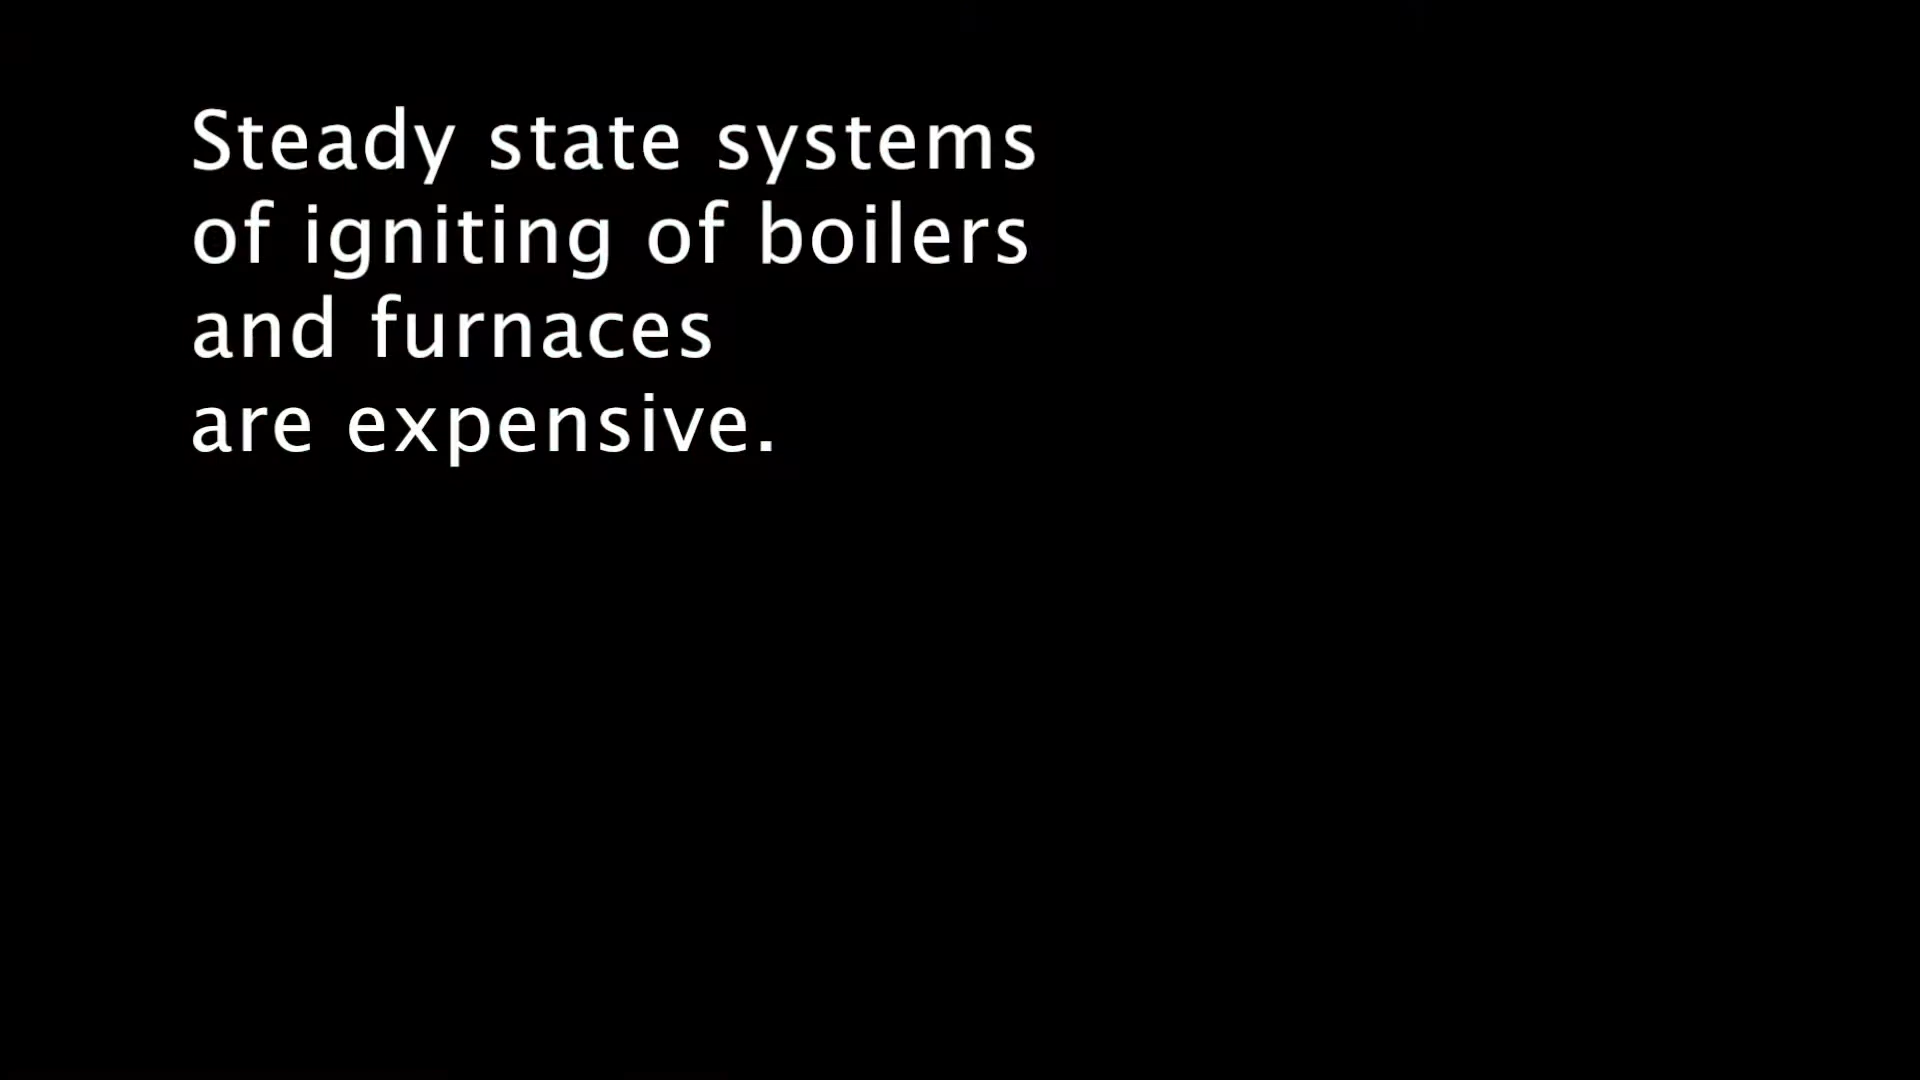 Steady state systems
of igniting of boilers
and furnaces
are expensive.